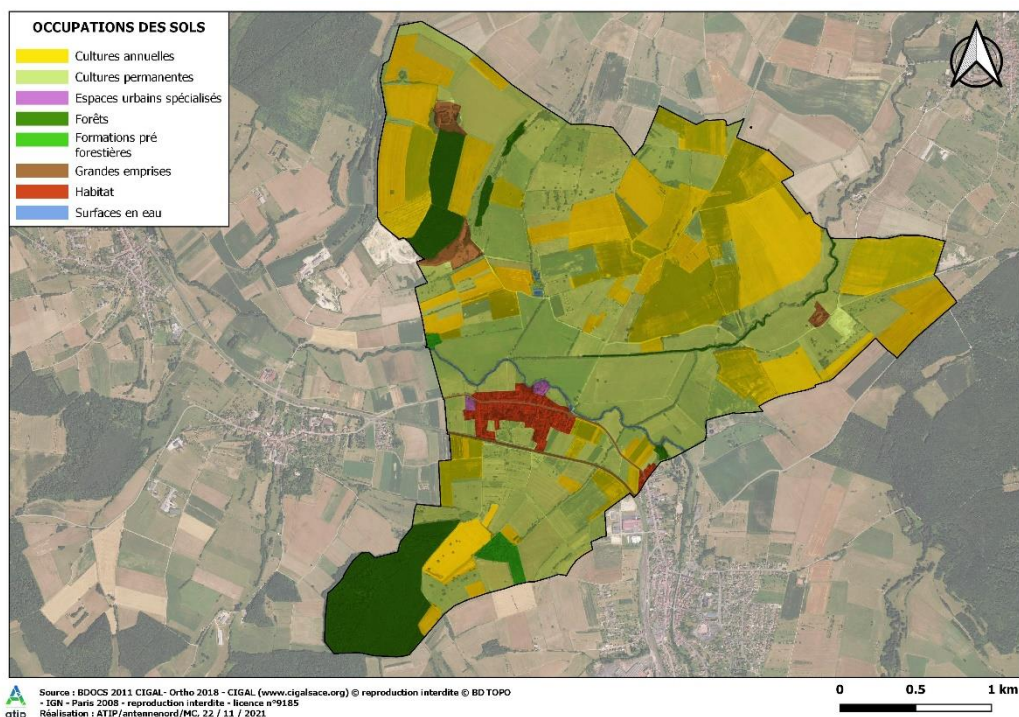 OCCUPATIONS DES SOLS
Cultures annuelles
Cultures permanentes
Espaces urbains spécialisés
Forêts
Formations pré
forestières
Grandes emprises
Habitat
Surfaces en eau
atip
Source : BDOCS 2011 CIGAL- Ortho 2018 - CIGAL (www.cigalsace.org) © reproduction interdite © BD TOPO
- IGN - Paris 2008 - reproduction interdite - licence n°9185
Réalisation : ATIP/antennenord/MC, 22 / 11 / 2021
0 0.5 1 km